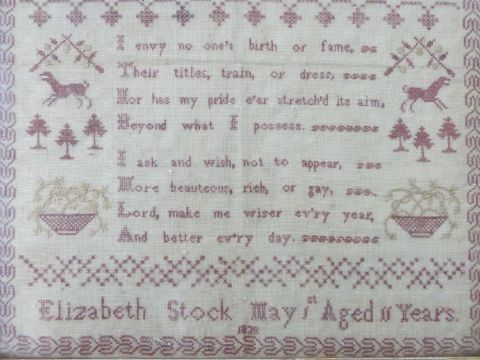 I envy no one's birth or fame,
Their titles, train, or dress;
Nor has my pride e'er stretch'd its aim,
Beyond what I possess.
I ask and wish, not to appear,
More beauteous, rich, or gay,
Lord, make me wiser ev'ry year,
And better ev'ry day.
Elizabeth Stock May 1st Aged 11 Years.
1838